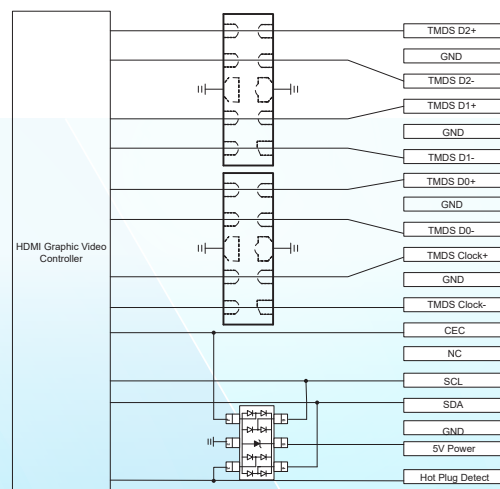 HDMI Graphic Video
Controller
TMDS D2+
GND
TMDS D2-
TMDS D1+
GND
TMDS D1-
TMDS D0+
GND
TMDS D0-
TMDS Clock+
GND
TMDS Clock-
CEC
NC
SCL
SDA
GND
5V Power
Hot Plug Detect